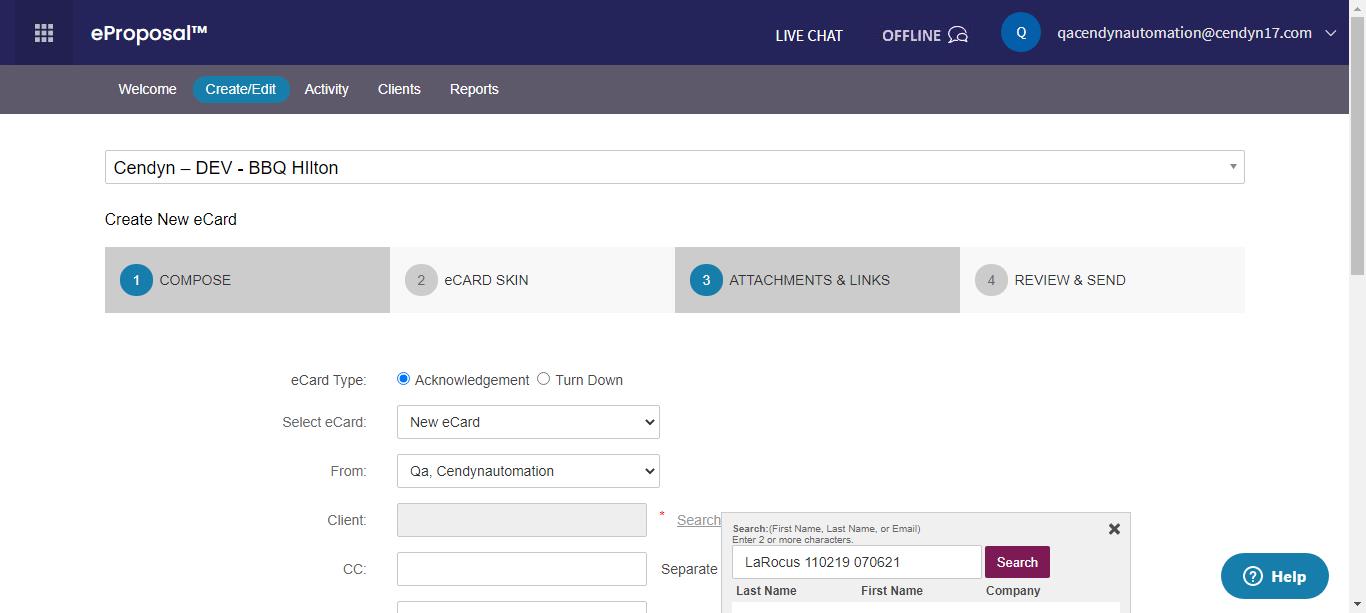 eProposal™
LIVE CHAT
OFFLINE
Q
qacendynautomation@cendyn17.com
Welcome
Create/Edit
Activity
Clients
Reports
Cendyn – DEV - BBQ HIlton
Create New eCard
1 COMPOSE
2 eCARD SKIN
3 ATTACHMENTS & LINKS
4 REVIEW & SEND
eCard Type: Acknowledgement Turn Down
Select eCard: New eCard
From: Qa, Cendynautomation
Client: * Search
CC: Separate
Search:(First Name, Last Name, or Email)
Enter 2 or more characters.
LaRocus 110219 070621 Search
Last Name First Name Company
? Help